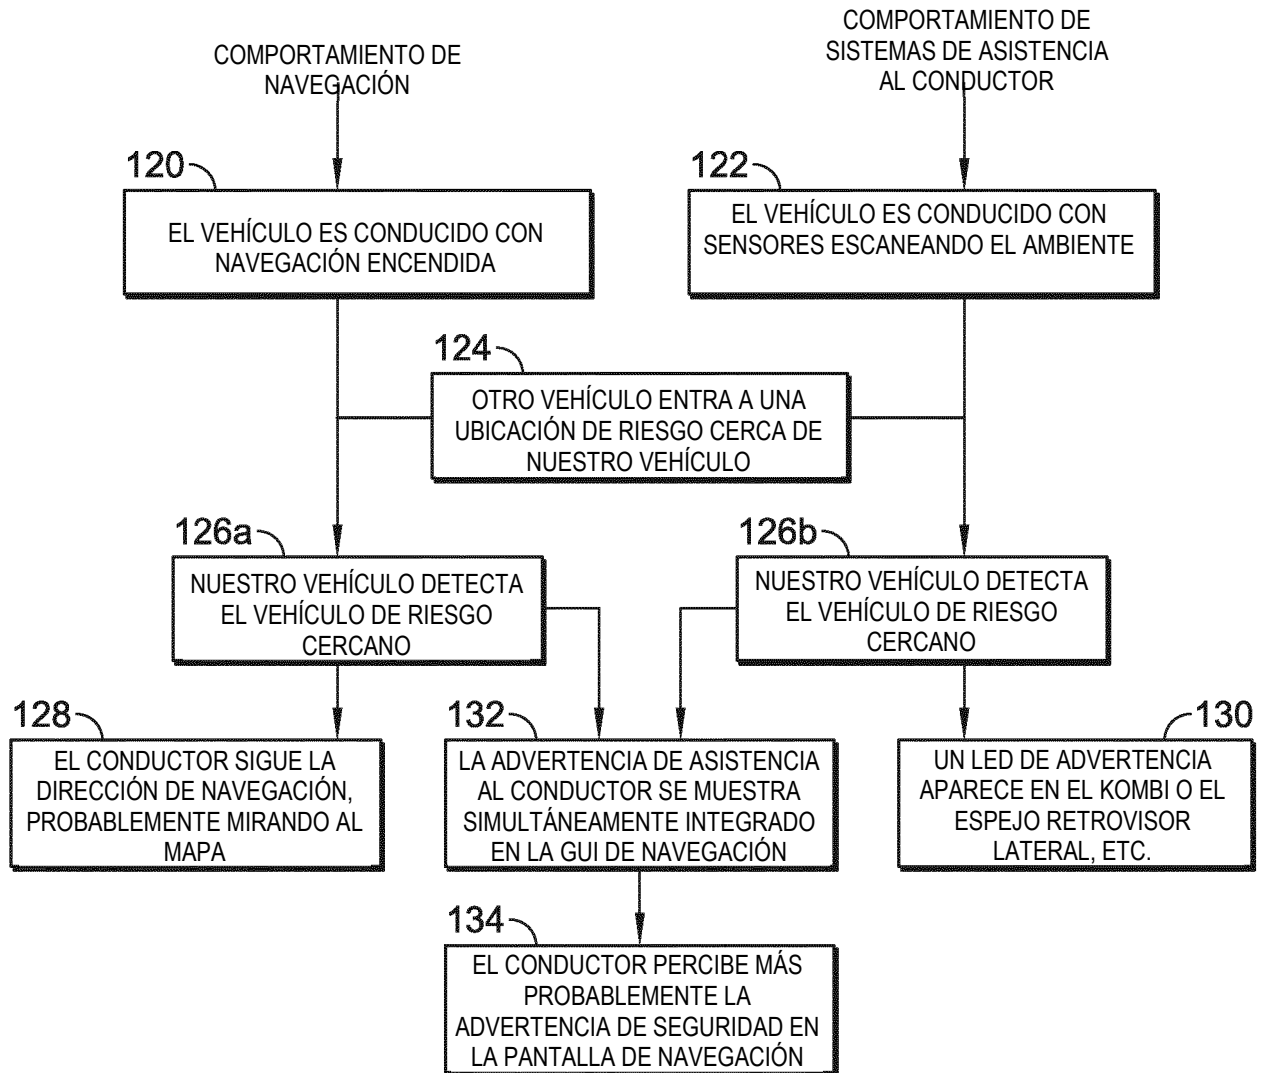 COMPORTAMIENTO DE
NAVEGACIÓN
COMPORTAMIENTO DE
SISTEMAS DE ASISTENCIA
AL CONDUCTOR
120
EL VEHÍCULO ES CONDUCIDO CON
NAVEGACIÓN ENCENDIDA
122
EL VEHÍCULO ES CONDUCIDO CON
SENSORES ESCANEANDO EL AMBIENTE
124
OTRO VEHÍCULO ENTRA A UNA
UBICACIÓN DE RIESGO CERCA DE
NUESTRO VEHÍCULO
126a
NUESTRO VEHÍCULO DETECTA
EL VEHÍCULO DE RIESGO
CERCANO
126b
NUESTRO VEHÍCULO DETECTA
EL VEHÍCULO DE RIESGO
CERCANO
128
EL CONDUCTOR SIGUE LA
DIRECCIÓN DE NAVEGACIÓN,
PROBABLEMENTE MIRANDO AL
MAPA
132
LA ADVERTENCIA DE ASISTENCIA
AL CONDUCTOR SE MUESTRA
SIMULTÁNEAMENTE INTEGRADO
EN LA GUI DE NAVEGACIÓN
130
UN LED DE ADVERTENCIA
APARECE EN EL KOMBI O EL
ESPEJO RETROVISOR
LATERAL, ETC.
134
EL CONDUCTOR PERCIBE MÁS
PROBABLEMENTE LA
ADVERTENCIA DE SEGURIDAD EN
LA PANTALLA DE NAVEGACIÓN